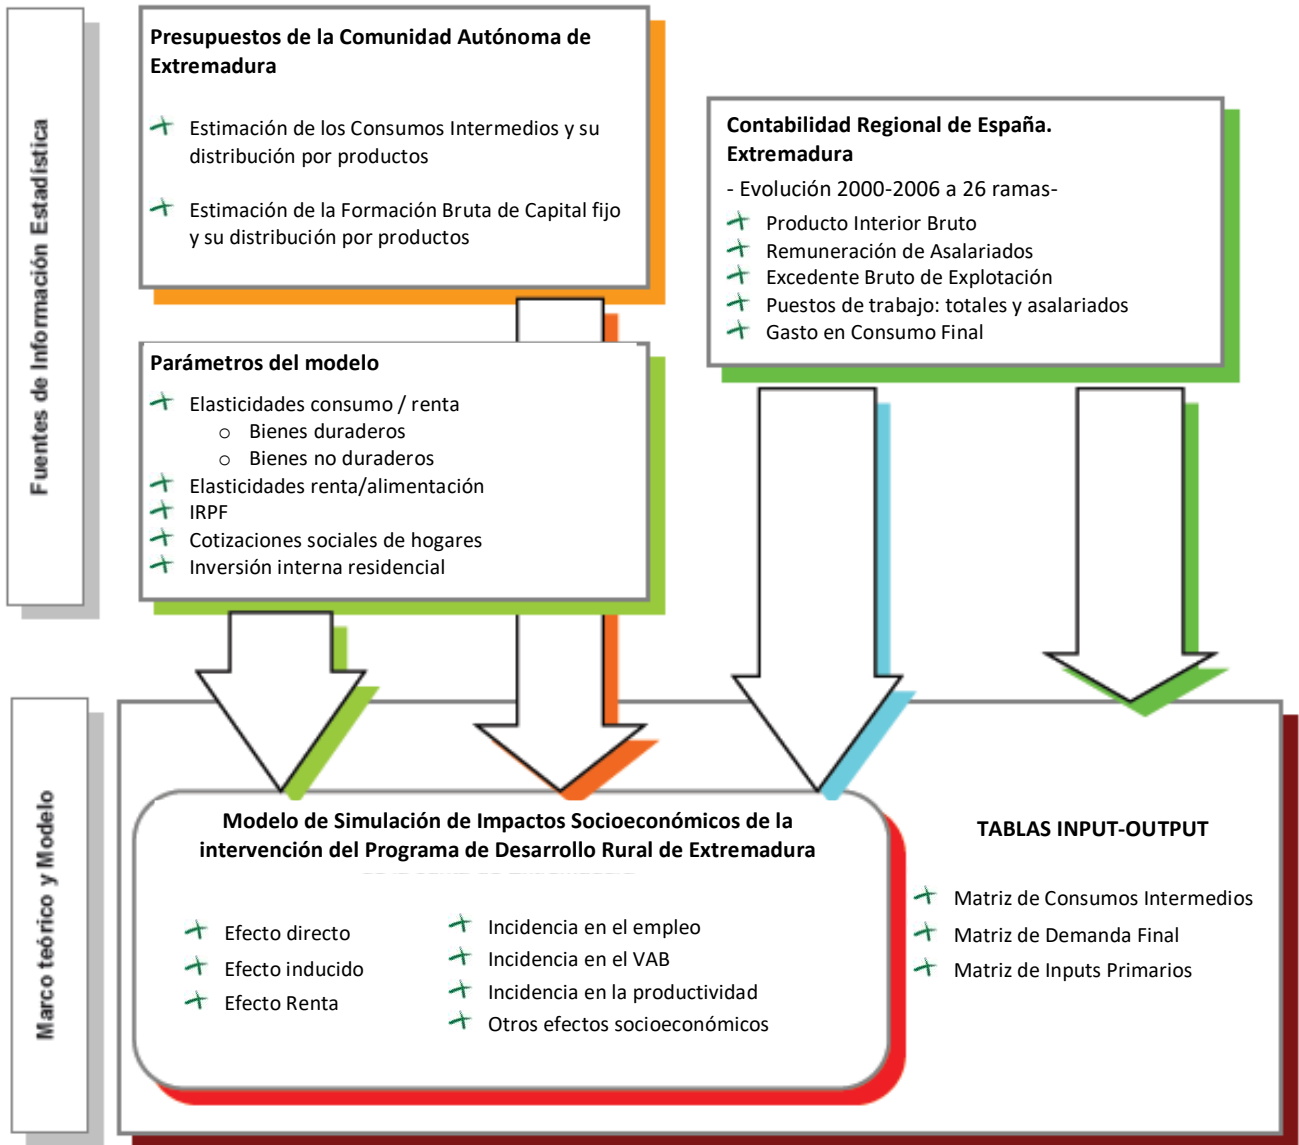 Fuentes de Información Estadística
Presupuestos de la Comunidad Autónoma de
Extremadura
Estimación de los Consumos Intermedios y su
distribución por productos
Estimación de la Formación Bruta de Capital fijo
y su distribución por productos
Contabilidad Regional de España.
Extremadura
- Evolución 2000-2006 a 26 ramas-
Producto Interior Bruto
Remuneración de Asalariados
Excedente Bruto de Explotación
Puestos de trabajo: totales y asalariados
Gasto en Consumo Final
Parámetros del modelo
Elasticidades consumo / renta
o Bienes duraderos
o Bienes no duraderos
Elasticidades renta/alimentación
IRPF
Cotizaciones sociales de hogares
Inversión interna residencial
Marco teórico y Modelo
Modelo de Simulación de Impactos Socioeconómicos de la
intervención del Programa de Desarrollo Rural de Extremadura
Efecto directo
Efecto inducido
Efecto Renta
Incidencia en el empleo
Incidencia en el VAB
Incidencia en la productividad
Otros efectos socioeconómicos
TABLAS INPUT-OUTPUT
Matriz de Consumos Intermedios
Matriz de Demanda Final
Matriz de Inputs Primarios